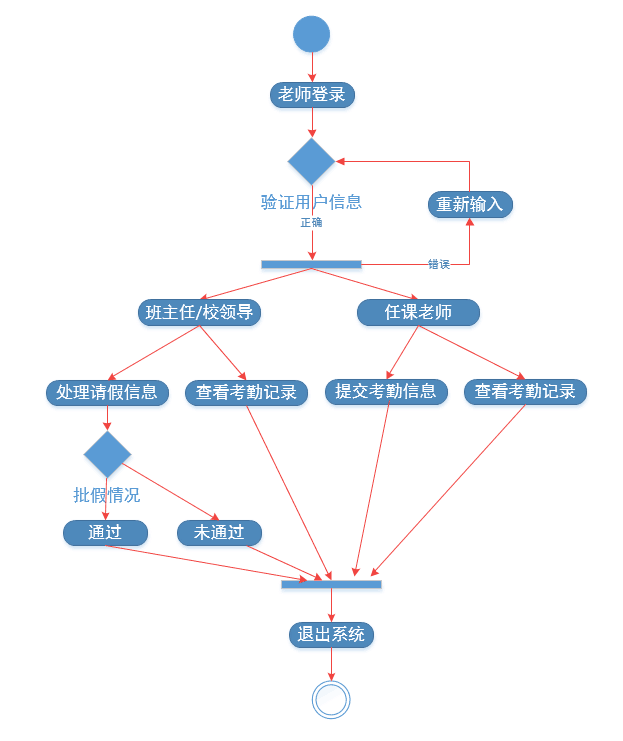 老师登录
验证用户信息
正确
重新输入
错误
班主任/校领导
任课老师
处理请假信息
查看考勤记录
提交考勤信息
查看考勤记录
批假情况
通过
未通过
退出系统